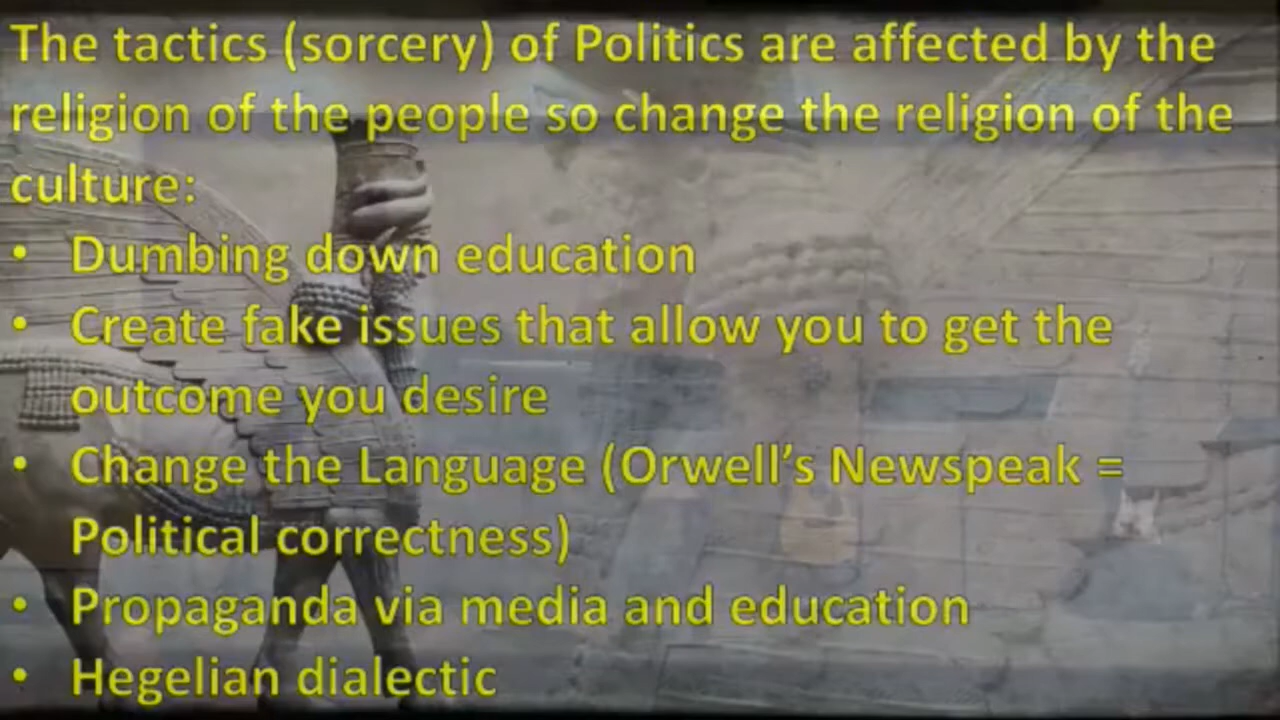 The tactics (sorcery) of Politics are affected by the
religion of the people so change the religion of the
culture:
• Dumbing down education
• Create fake issues that allow you to get the
outcome you desire
• Change the Language (Orwell’s Newspeak =
Political correctness)
• Propaganda via media and education
• Hegelian dialectic